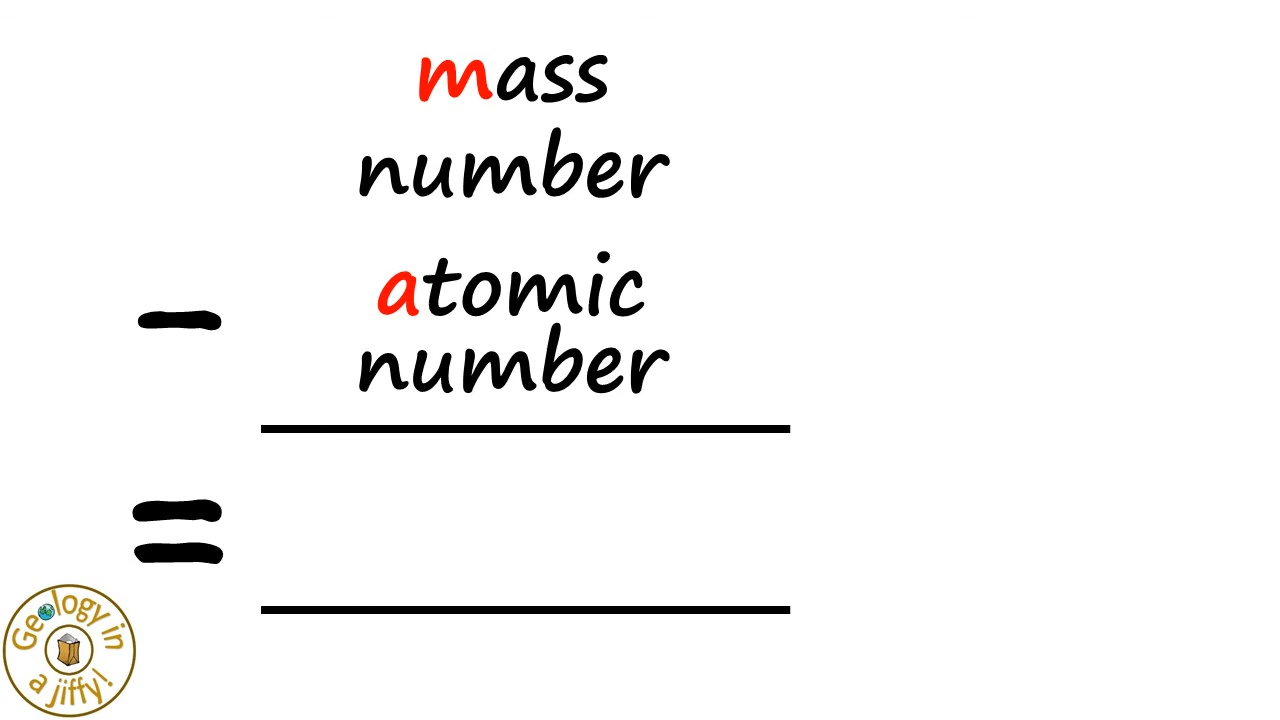 mass
number
− atomic
number
=
Geology in
a jiffy!